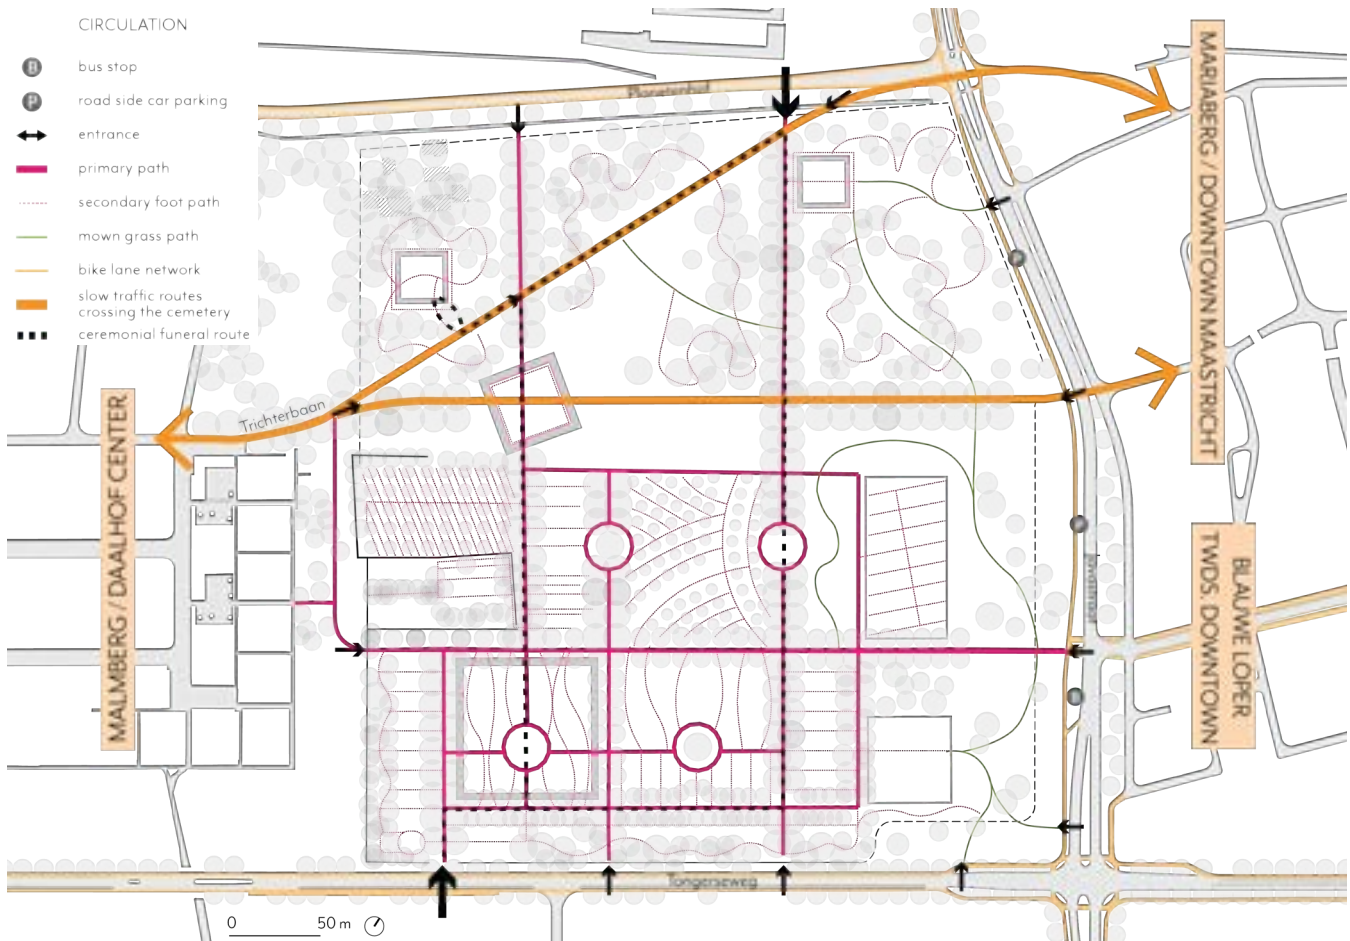 CIRCULATION
B
bus stop
P
road side car parking
entrance
primary path
secondary foot path
mown grass path
bike lane network
slow traffic routes
crossing the cemetery
ceremonial funeral route
Planetenhof
MARIABERG / DOWNTOWN MAASTRICHT
Trichterbaan
MALMBERG / DAALHOF CENTER
BLAUWE LOPER
TWDS. DOWNTOWN
Tongerseweg
0
50 m